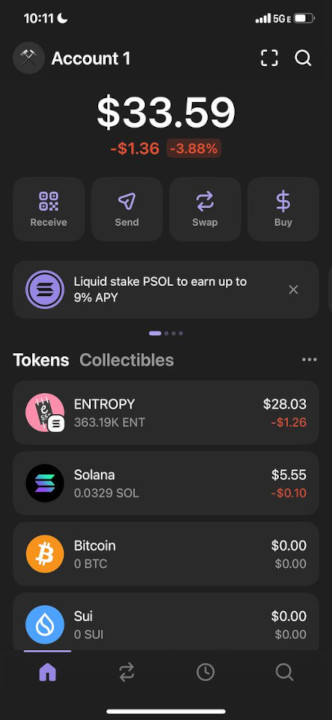 10:11
5G E
Account 1
$33.59
-$1.36 -3.88%
Receive Send Swap Buy
Liquid stake PSOL to earn up to
9% APY
Tokens Collectibles
ENTROPY $28.03
363.19K ENT -$1.26
Solana $5.55
0.0329 SOL -$0.10
Bitcoin $0.00
0 BTC $0.00
Sui $0.00
0 SUI $0.00